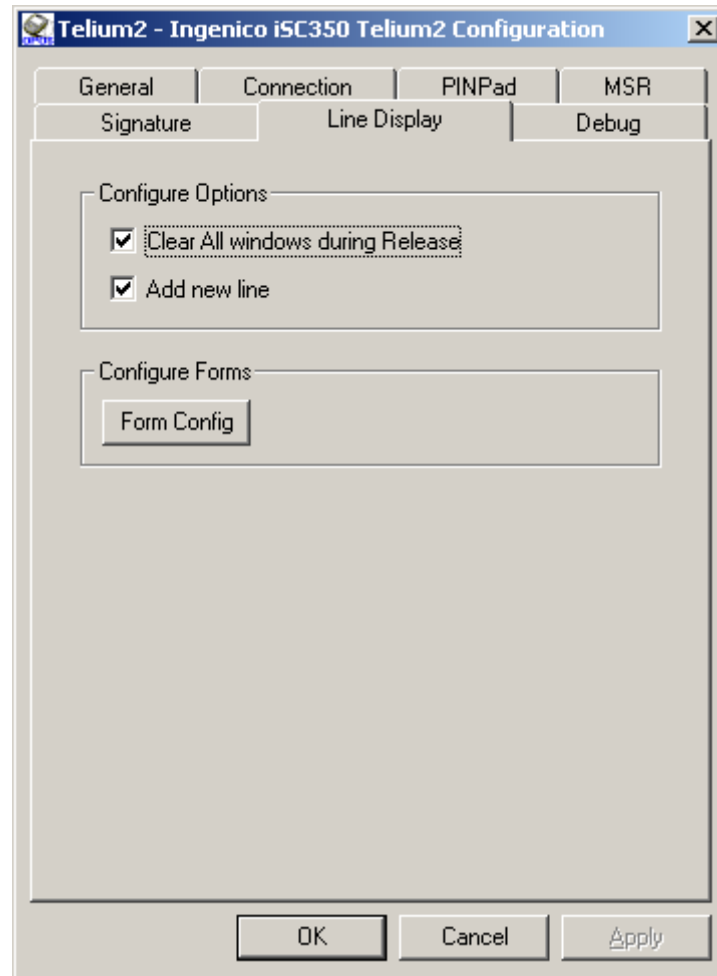 Telium2 - Ingenico iSC350 Telium2 Configuration
General Connection PINPad MSR
Signature Line Display Debug
Configure Options
Clear All windows during Release
Add new line
Configure Forms
Form Config
OK Cancel Apply